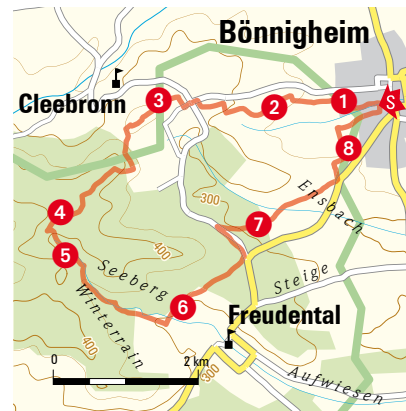 Bönnigheim
Cleebronn
3
2
1
S
8
300
Ensbach
4
7
5
Seeberg
400
Steige
6
Winterrain
Freudental
400
0
2 km
300
Aufwiesen